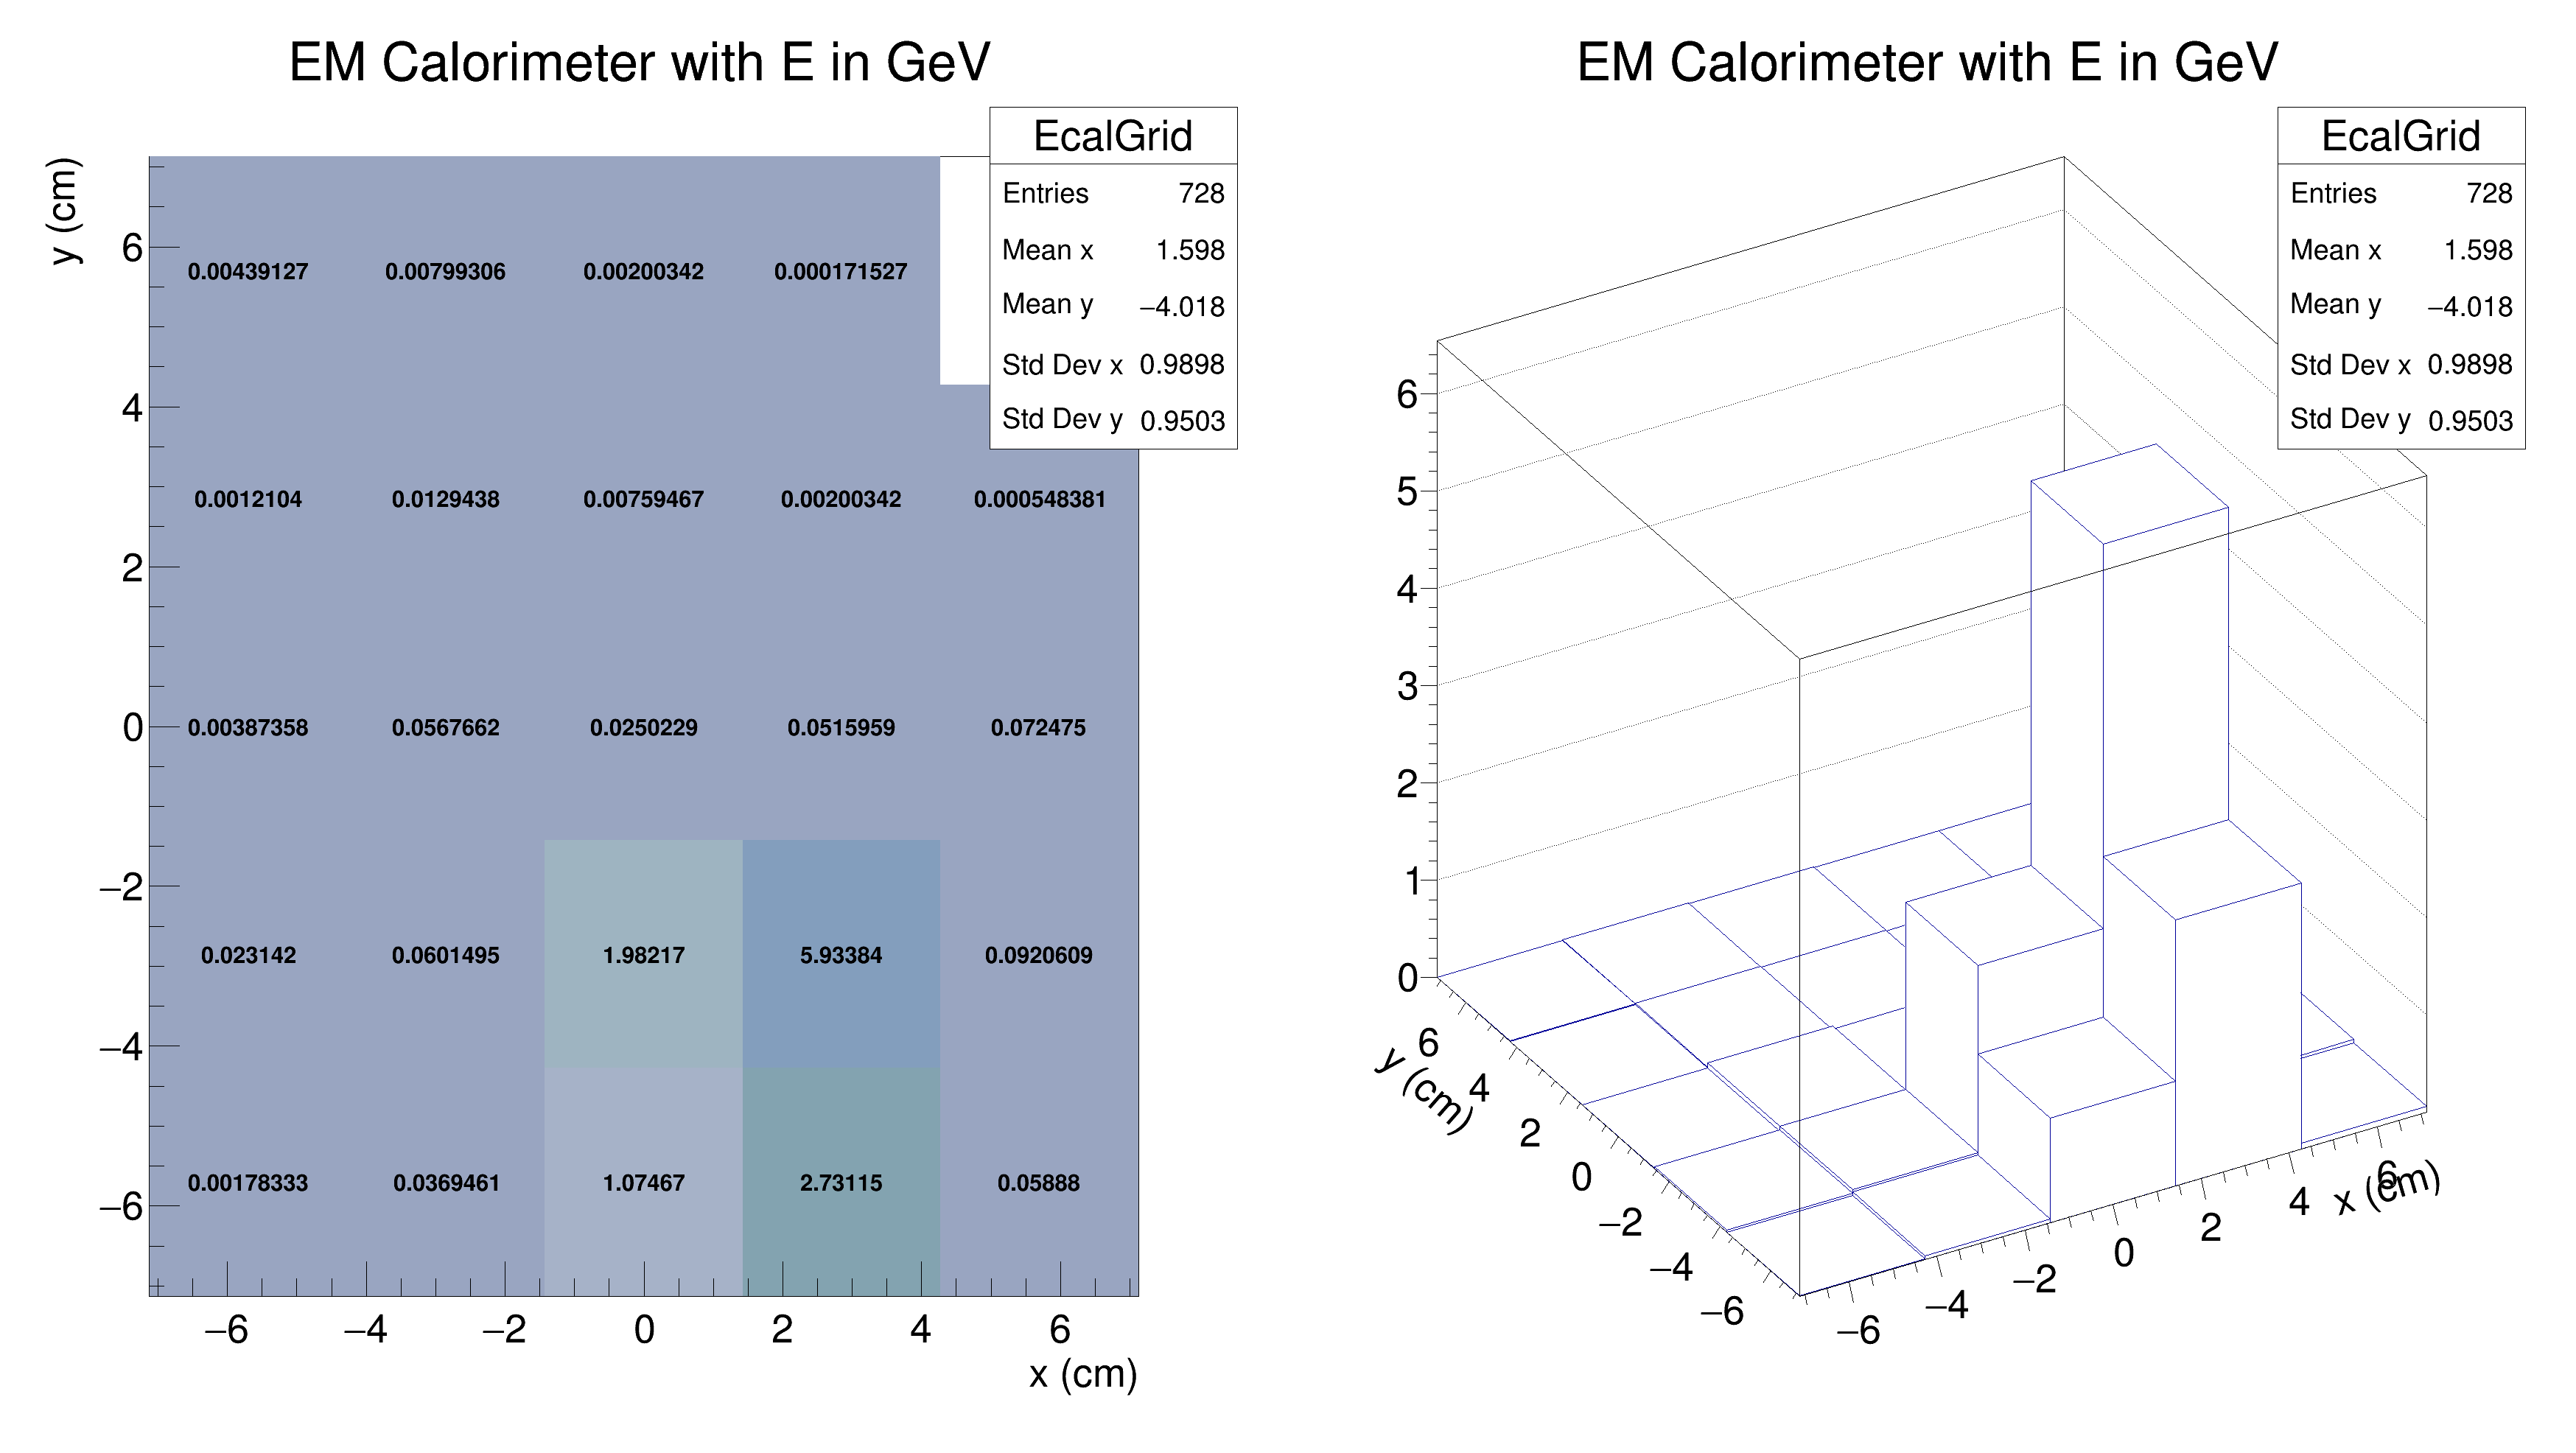 EM Calorimeter with E in GeV
EcalGrid
Entries 728
Mean x 1.598
Mean y −4.018
Std Dev x 0.9898
Std Dev y 0.9503
y (cm)
6
4
2
0
−2
−4
−6
0.00439127 0.00799306 0.00200342 0.000171527
0.0012104 0.0129438 0.00759467 0.00200342 0.000548381
0.00387358 0.0567662 0.0250229 0.0515959 0.072475
0.023142 0.0601495 1.98217 5.93384 0.0920609
0.00178333 0.0369461 1.07467 2.73115 0.05888
−6 −4 −2 0 2 4 6
x (cm)
EM Calorimeter with E in GeV
EcalGrid
Entries 728
Mean x 1.598
Mean y −4.018
Std Dev x 0.9898
Std Dev y 0.9503
6
5
4
3
2
1
0
y (cm)
6
4
2
0
−2
−4
−6
−6 −4 −2 0 2 4 6
x (cm)